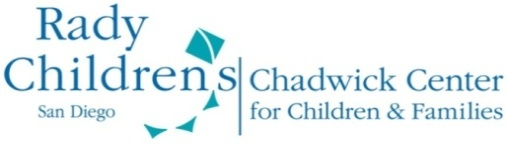 Rady
Children's
San Diego
Chadwick Center
for Children & Families